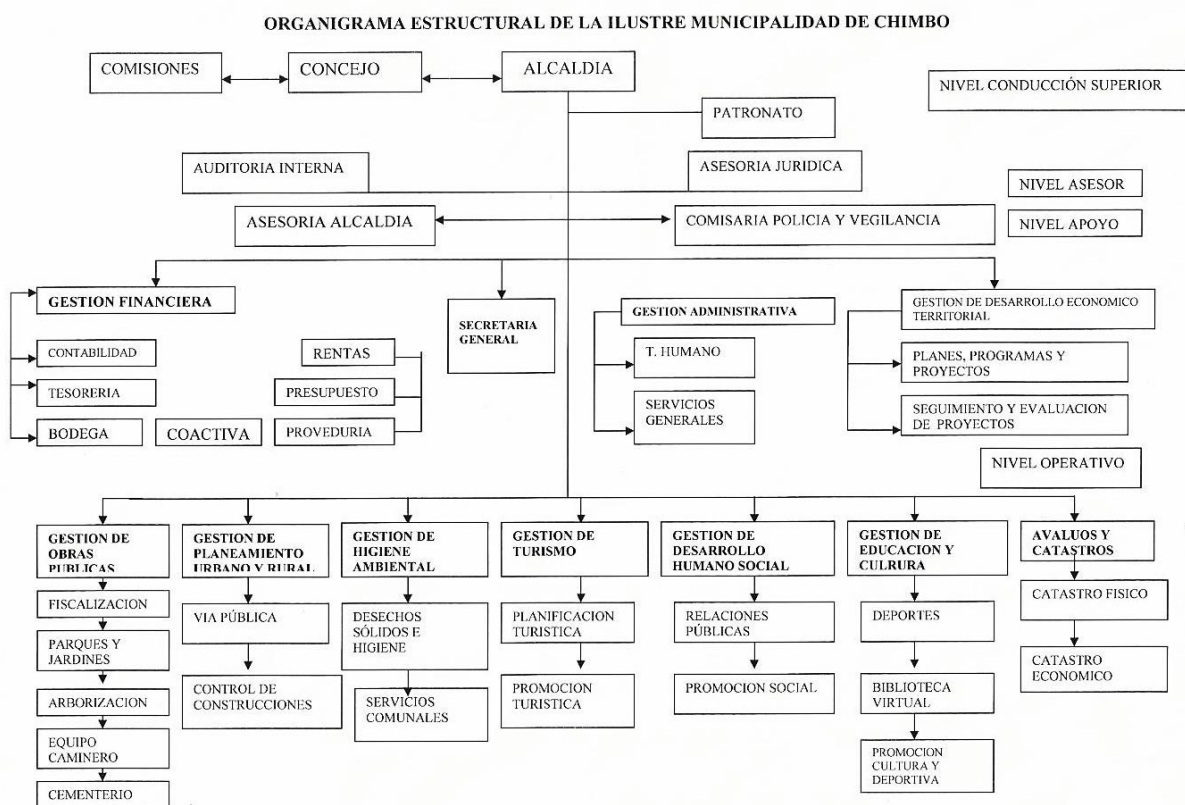 ORGANIGRAMA ESTRUCTURAL DE LA ILUSTRE MUNICIPALIDAD DE CHIMBO
COMISIONES
CONCEJO
ALCALDIA
NIVEL CONDUCCIÓN SUPERIOR
PATRONATO
AUDITORIA INTERNA
ASESORIA JURIDICA
NIVEL ASESOR
ASESORIA ALCALDIA
COMISARIA POLICIA Y VEGILANCIA
NIVEL APOYO
GESTION FINANCIERA
CONTABILIDAD
TESORERIA
BODEGA
COACTIVA
RENTAS
PRESUPUESTO
PROVEDURIA
SECRETARIA
GENERAL
GESTION ADMINISTRATIVA
T. HUMANO
SERVICIOS
GENERALES
GESTION DE DESARROLLO ECONOMICO
TERRITORIAL
PLANES, PROGRAMAS Y
PROYECTOS
SEGUIMIENTO Y EVALUACION
DE PROYECTOS
NIVEL OPERATIVO
GESTION DE
OBRAS
PUBLICAS
FISCALIZACION
PARQUES Y
JARDINES
ARBORIZACION
EQUIPO
CAMINERO
CEMENTERIO
GESTION DE
PLANEAMIENTO
URBANO Y RURAL
VIA PÚBLICA
CONTROL DE
CONSTRUCCIONES
GESTION DE
HIGIENE
AMBIENTAL
DESECHOS
SÓLIDOS E
HIGIENE
SERVICIOS
COMUNALES
GESTION DE
TURISMO
PLANIFICACION
TURISTICA
PROMOCION
TURISTICA
GESTION DE
DESARROLLO
HUMANO SOCIAL
RELACIONES
PÚBLICAS
PROMOCION SOCIAL
GESTION DE
EDUCACION Y
CULRURA
DEPORTES
BIBLIOTECA
VIRTUAL
PROMOCION
CULTURA Y
DEPORTIVA
AVALUOS Y
CATASTROS
CATASTRO FISICO
CATASTRO
ECONOMICO